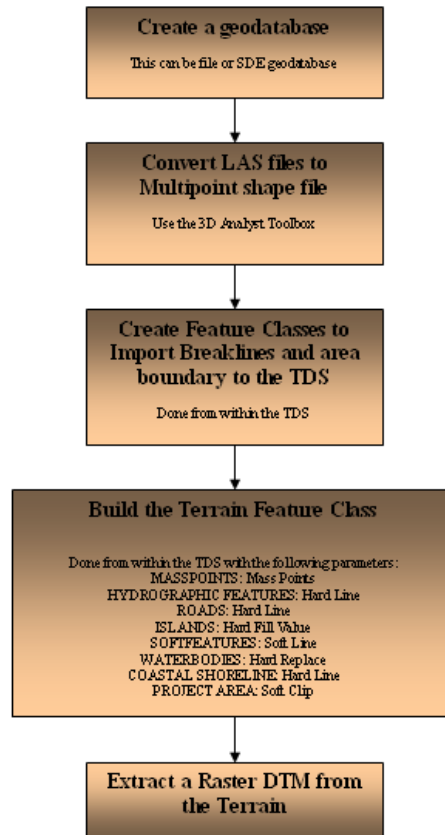 Create a geodatabase
This can be file or SDE geodatabase
Convert LAS files to
Multipoint shape file
Use the 3D Analyst Toolbox
Create Feature Classes to
Import Breaklines and area
boundary to the TDS
Done from within the TDS
Build the Terrain Feature Class
Done from within the TDS with the following parameters:
MASSPOINTS: Mass Points
HYDROGRAPHIC FEATURES: Hard Line
ROADS: Hard Line
ISLANDS: Hard Fill Value
SOFTFEATURES: Soft Line
WATERBODIES: Hard Replace
COASTAL SHORELINE: Hard Line
PROJECT AREA: Soft Clip
Extract a Raster DTM from
the Terrain